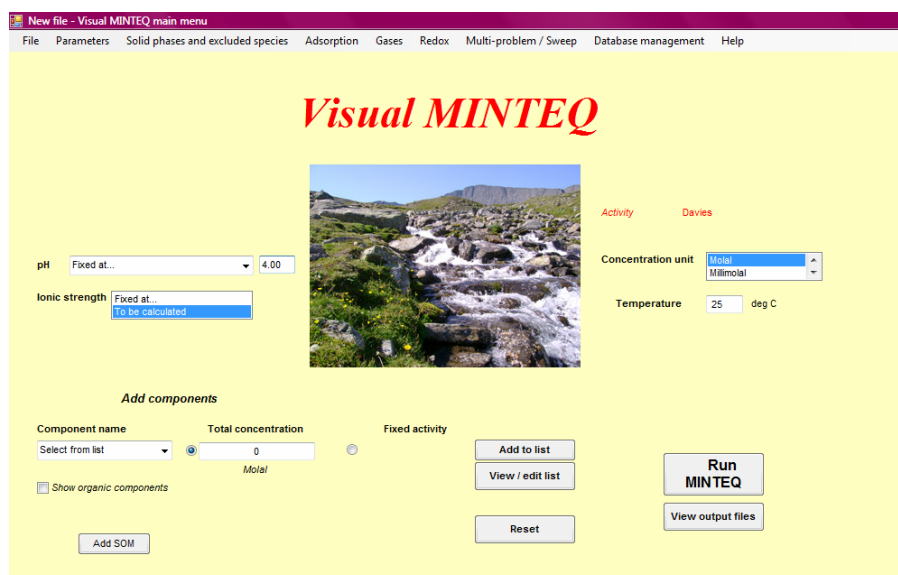 New file - Visual MINTEQ main menu
File Parameters Solid phases and excluded species Adsorption Gases Redox Multi-problem / Sweep Database management Help
Visual MINTEQ
Activity Davies
pH Fixed at... 4.00
Concentration unit Molal
Millimolal
Ionic strength Fixed at...
To be calculated
Temperature 25 deg C
Add components
Component name Total concentration Fixed activity
Select from list 0 Add to list
Molal
View / edit list
Run
MINTEQ
Show organic components
View output files
Reset
Add SOM